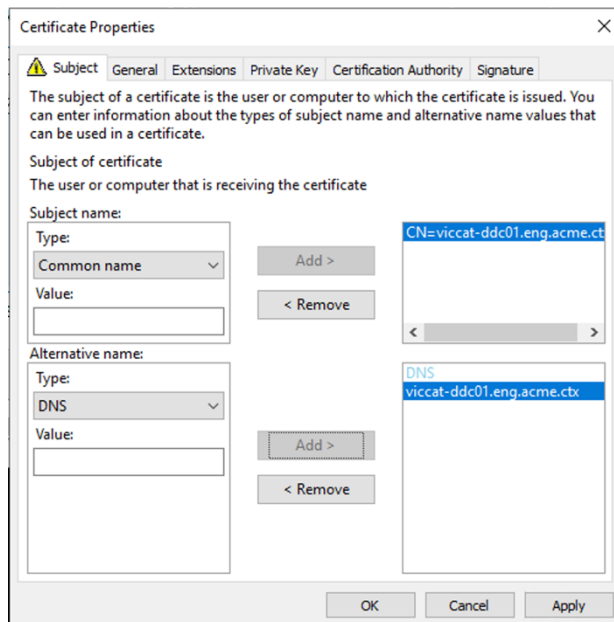 Certificate Properties
Subject General Extensions Private Key Certification Authority Signature
The subject of a certificate is the user or computer to which the certificate is issued. You
can enter information about the types of subject name and alternative name values that
can be used in a certificate.
Subject of certificate
The user or computer that is receiving the certificate
Subject name:
Type:
Common name
Value:
Add >
< Remove
CN=viccat-ddc01.eng.acme.ct
Alternative name:
Type:
DNS
Value:
Add >
< Remove
DNS
viccat-ddc01.eng.acme.ctx
OK Cancel Apply